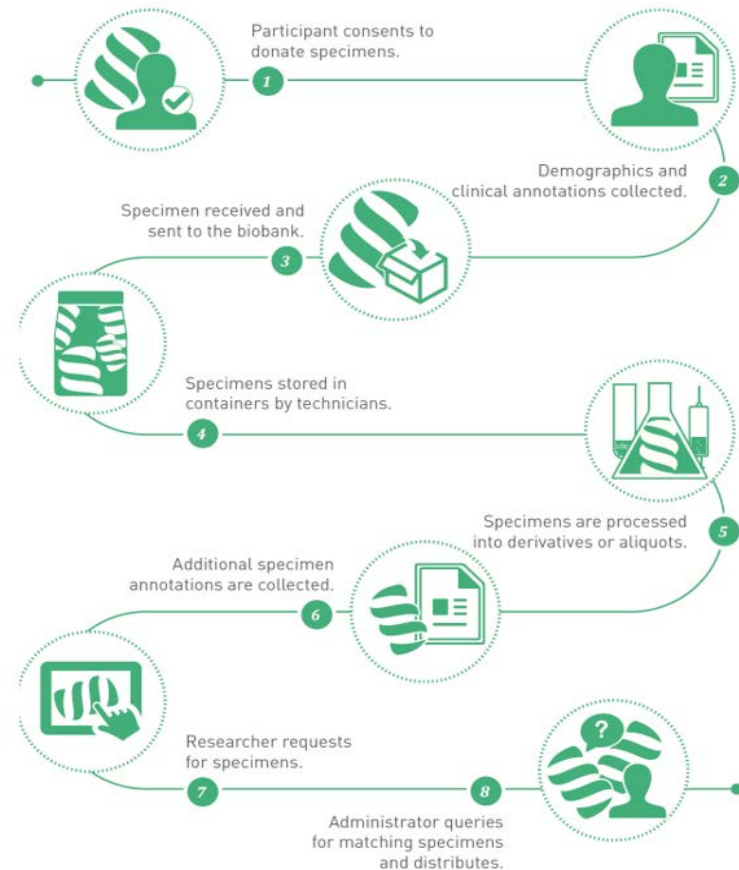 Participant consents to
donate specimens.
1
Demographics and
clinical annotations collected.
2
Specimen received and
sent to the biobank.
3
Specimens stored in
containers by technicians.
4
Specimens are processed
into derivatives or aliquots.
5
Additional specimen
annotations are collected.
6
Researcher requests
for specimens.
7
?
8
Administrator queries
for matching specimens
and distributes.